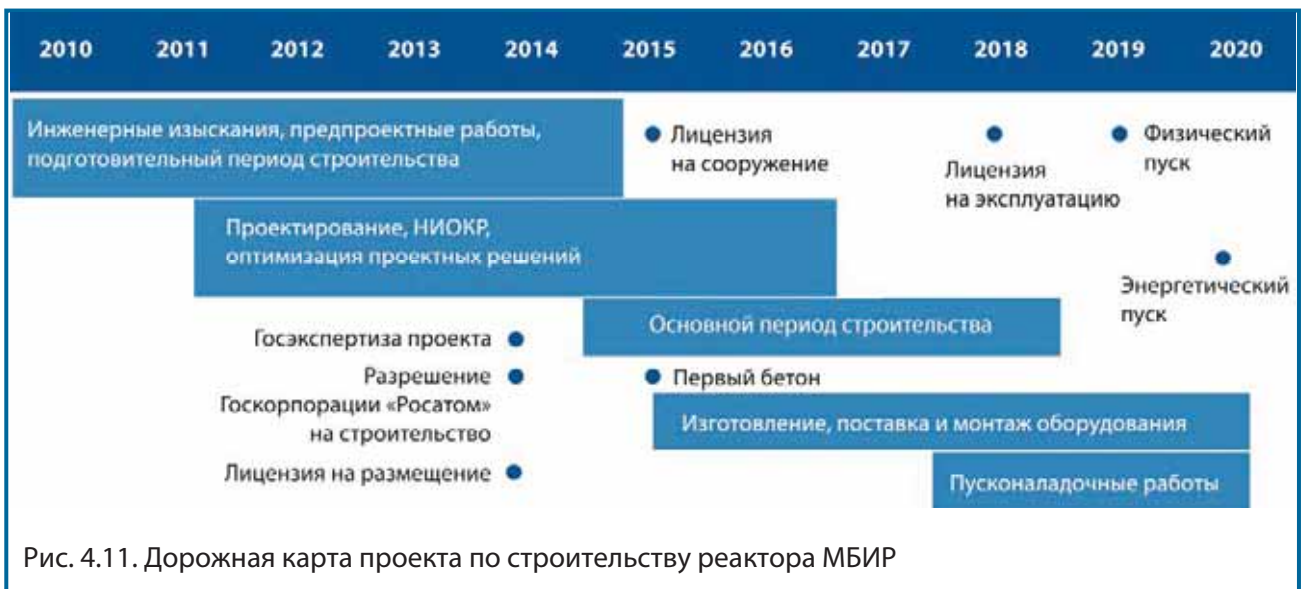 2010 2011 2012 2013 2014 2015 2016 2017 2018 2019 2020
Инженерные изыскания, предпроектные работы,
подготовительный период строительства
Лицензия
на сооружение
Лицензия
на эксплуатацию
Физический
пуск
Проектирование, НИОКР,
оптимизация проектных решений
Энергетический
пуск
Основной период строительства
Госэкспертиза проекта
Разрешение
Госкорпорации «Росатом»
на строительство
Первый бетон
Изготовление, поставка и монтаж оборудования
Лицензия на размещение
Пусконаладочные работы
Рис. 4.11. Дорожная карта проекта по строительству реактора МБИР